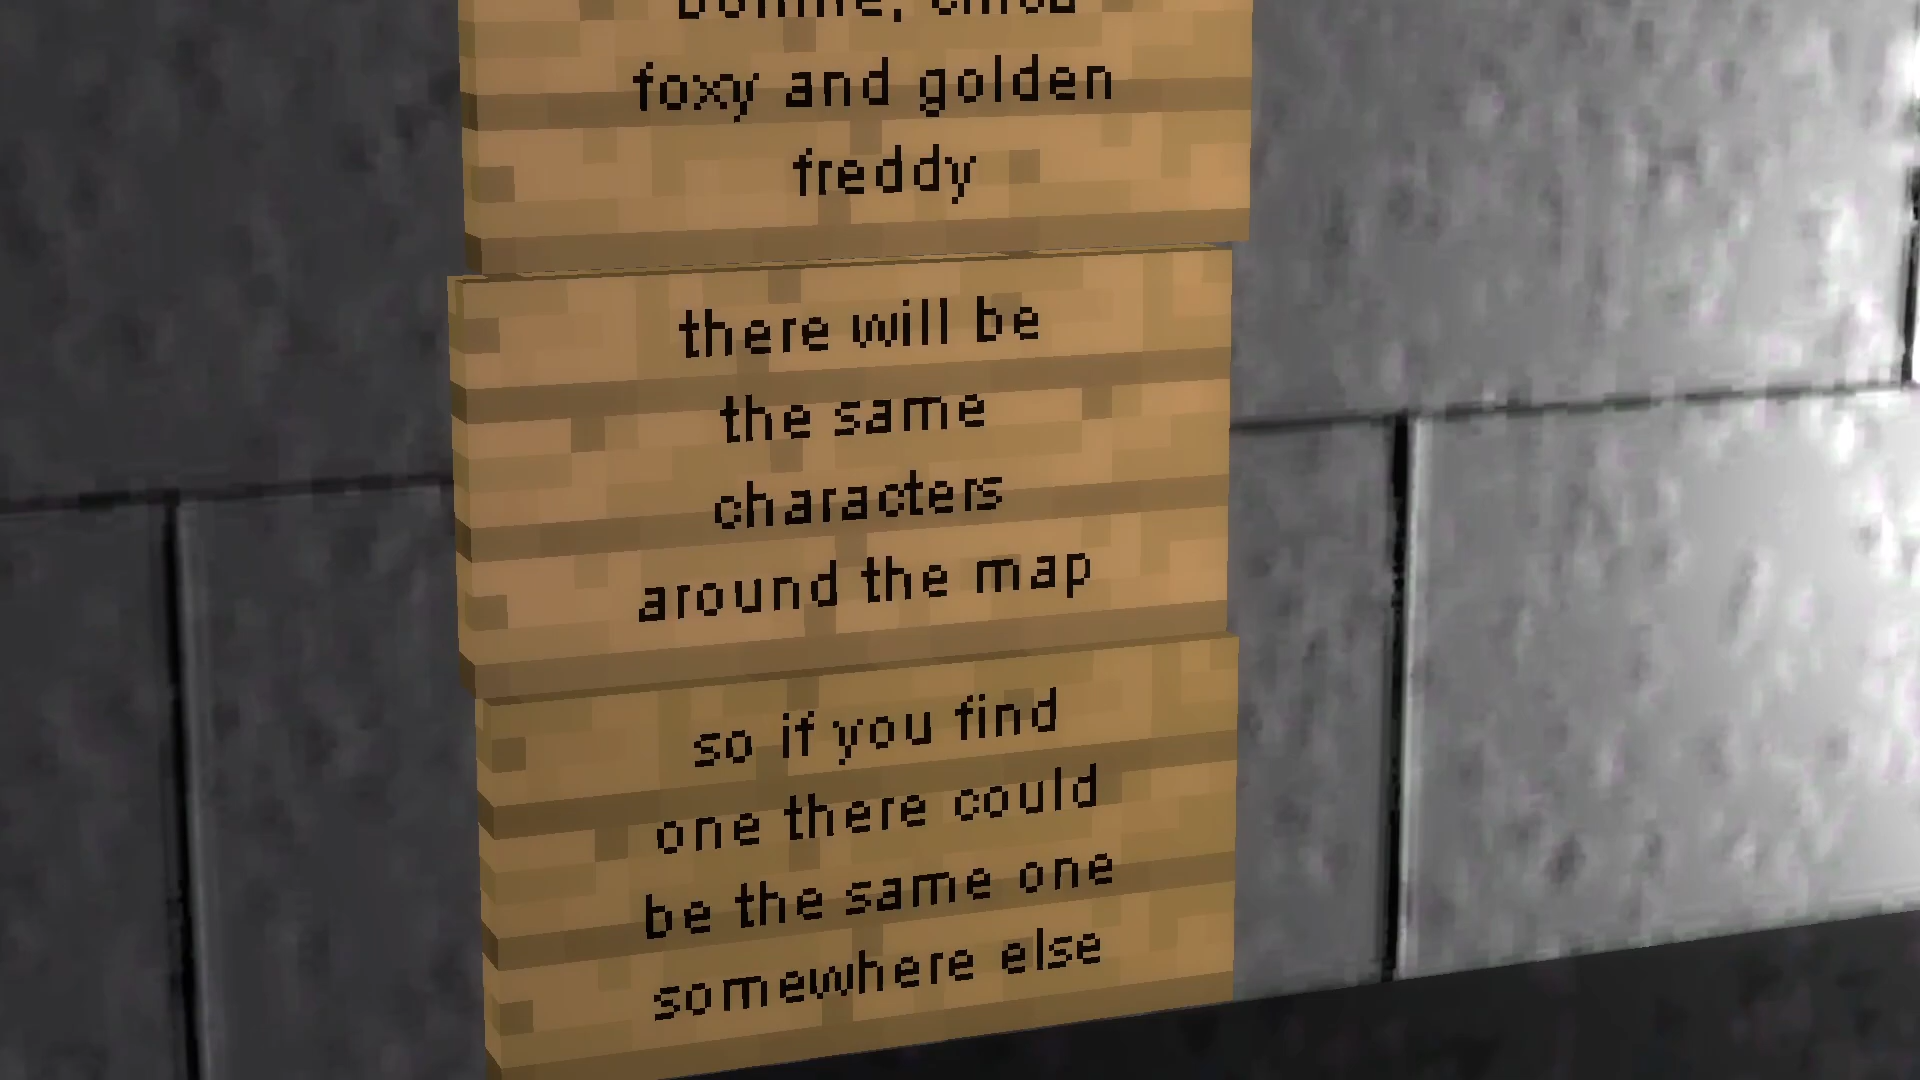 foxy and golden
freddy
there will be
the same
characters
around the map
so if you find
one there could
be the same one
somewhere else